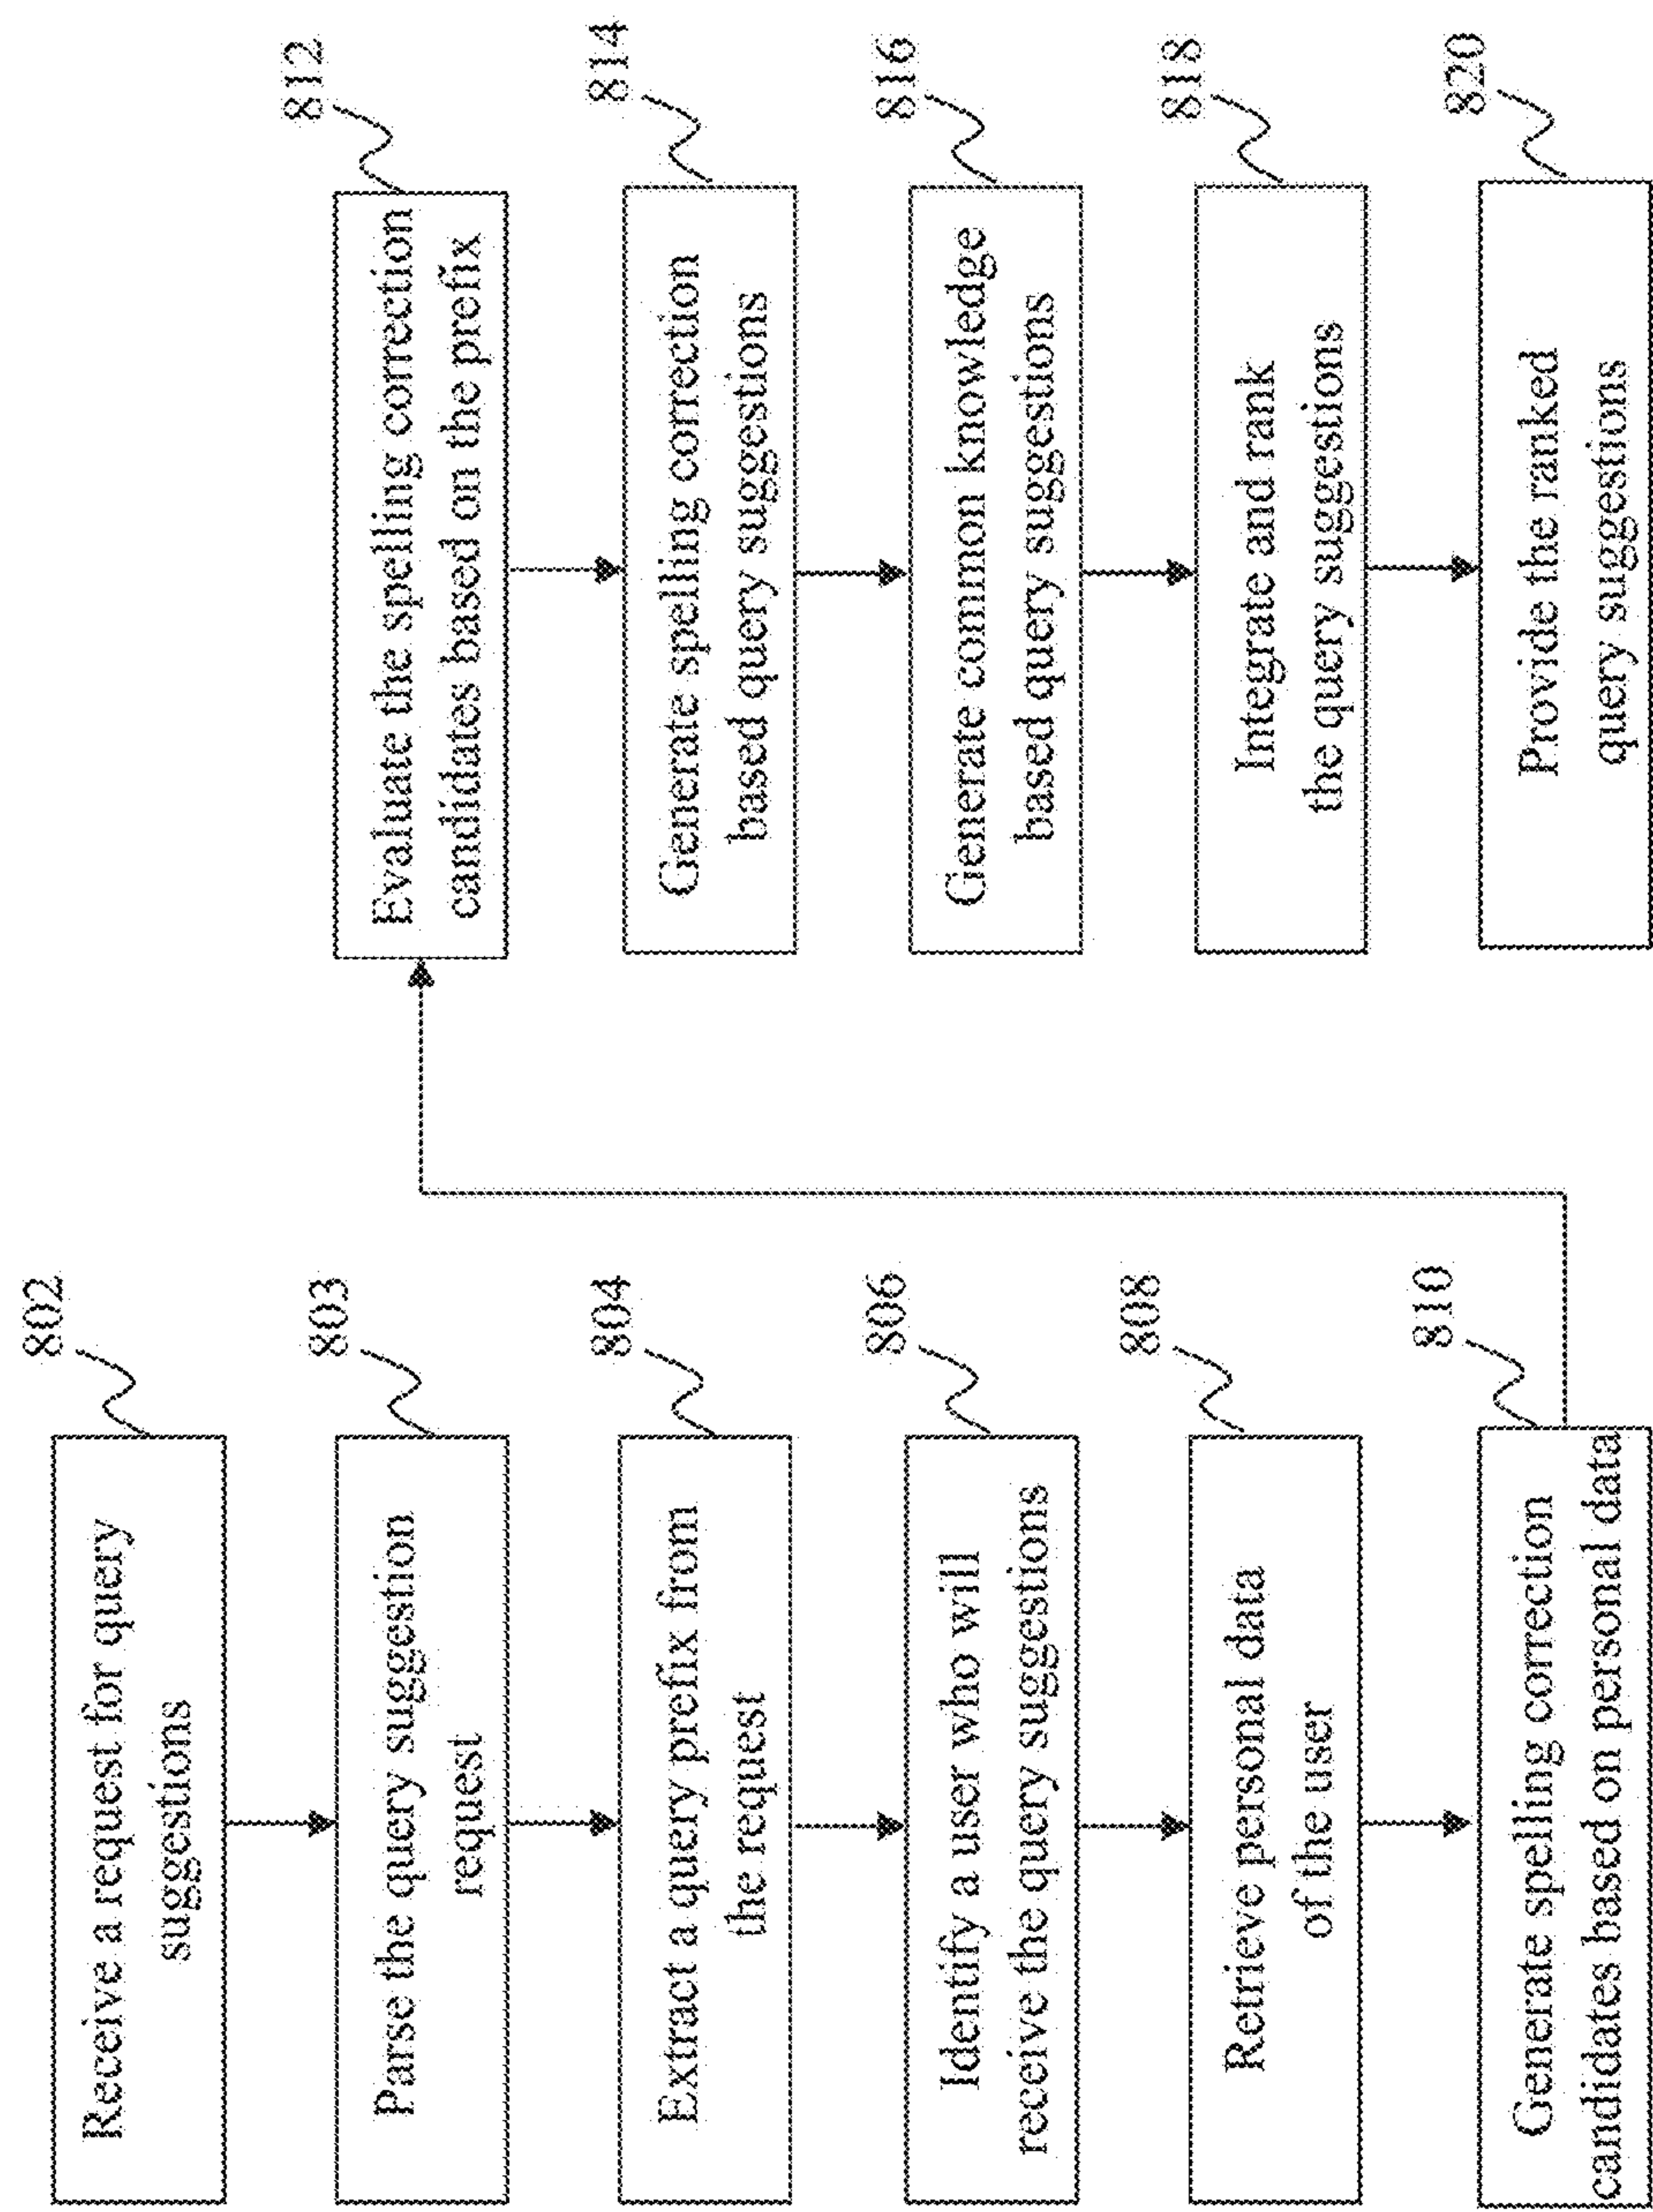 802
Receive a request for query
suggestions
803
Parse the query suggestion
request
804
Extract a query prefix from
the request
806
Identify a user who will
receive the query suggestions
808
Retrieve personal data
of the user
810
Generate spelling correction
candidates based on personal data
812
Evaluate the spelling correction
candidates based on the prefix
814
Generate spelling correction
based query suggestions
816
Generate common knowledge
based query suggestions
818
Integrate and rank
the query suggestions
820
Provide the ranked
query suggestions